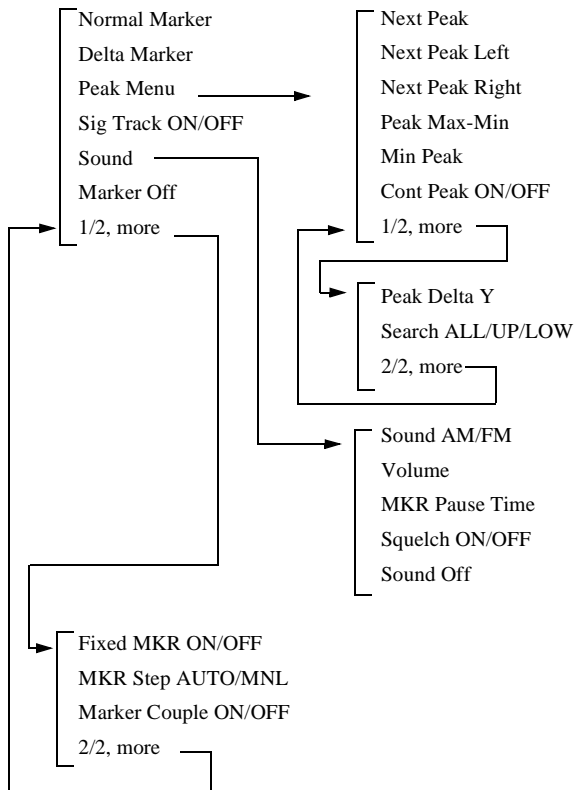 Normal Marker
Delta Marker
Peak Menu
Sig Track ON/OFF
Sound
Marker Off
1/2, more
Next Peak
Next Peak Left
Next Peak Right
Peak Max-Min
Min Peak
Cont Peak ON/OFF
1/2, more
Peak Delta Y
Search ALL/UP/LOW
2/2, more
Sound AM/FM
Volume
MKR Pause Time
Squelch ON/OFF
Sound Off
Fixed MKR ON/OFF
MKR Step AUTO/MNL
Marker Couple ON/OFF
2/2, more